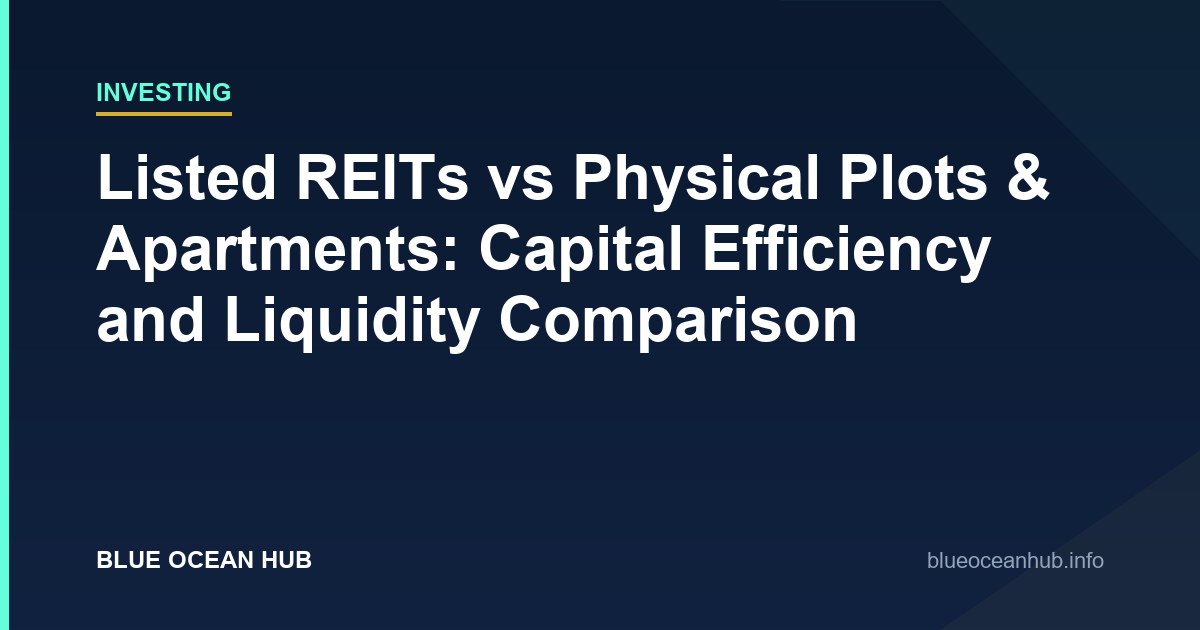 INVESTING
Listed REITs vs Physical Plots &
Apartments: Capital Efficiency
and Liquidity Comparison
BLUE OCEAN HUB
blueoceanhub.info